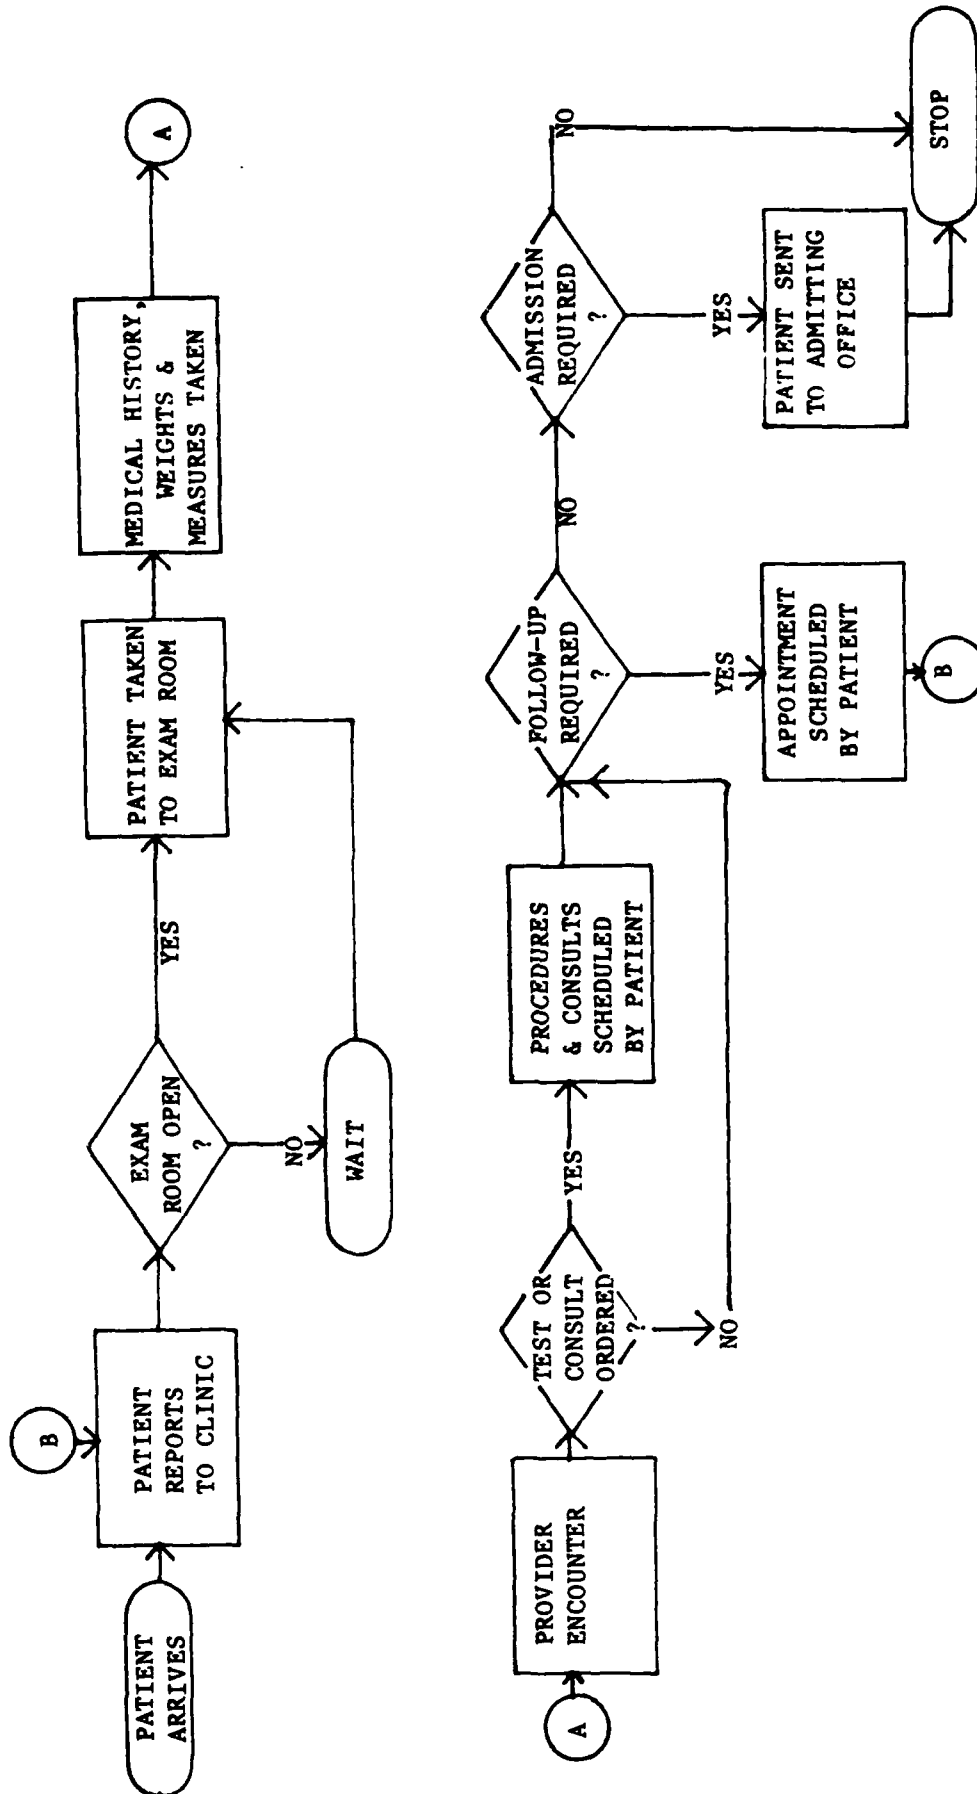 PATIENT
ARRIVES
B
PATIENT
REPORTS
TO CLINIC
EXAM
ROOM OPEN
?
YES
NO
WAIT
PATIENT TAKEN
TO EXAM ROOM
MEDICAL HISTORY,
WEIGHTS &
MEASURES TAKEN
A
A
PROVIDER
ENCOUNTER
TEST OR
CONSULT
ORDERED
?
YES
NO
PROCEDURES
& CONSULTS
SCHEDULED
BY PATIENT
FOLLOW-UP
REQUIRED
?
NO
YES
APPOINTMENT
SCHEDULED
BY PATIENT
B
ADMISSION
REQUIRED
?
NO
YES
PATIENT SENT
TO ADMITTING
OFFICE
STOP